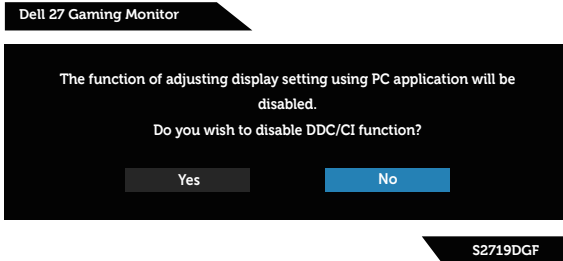 Dell 27 Gaming Monitor
The function of adjusting display setting using PC application will be
disabled.
Do you wish to disable DDC/CI function?
Yes
No
S2719DGF